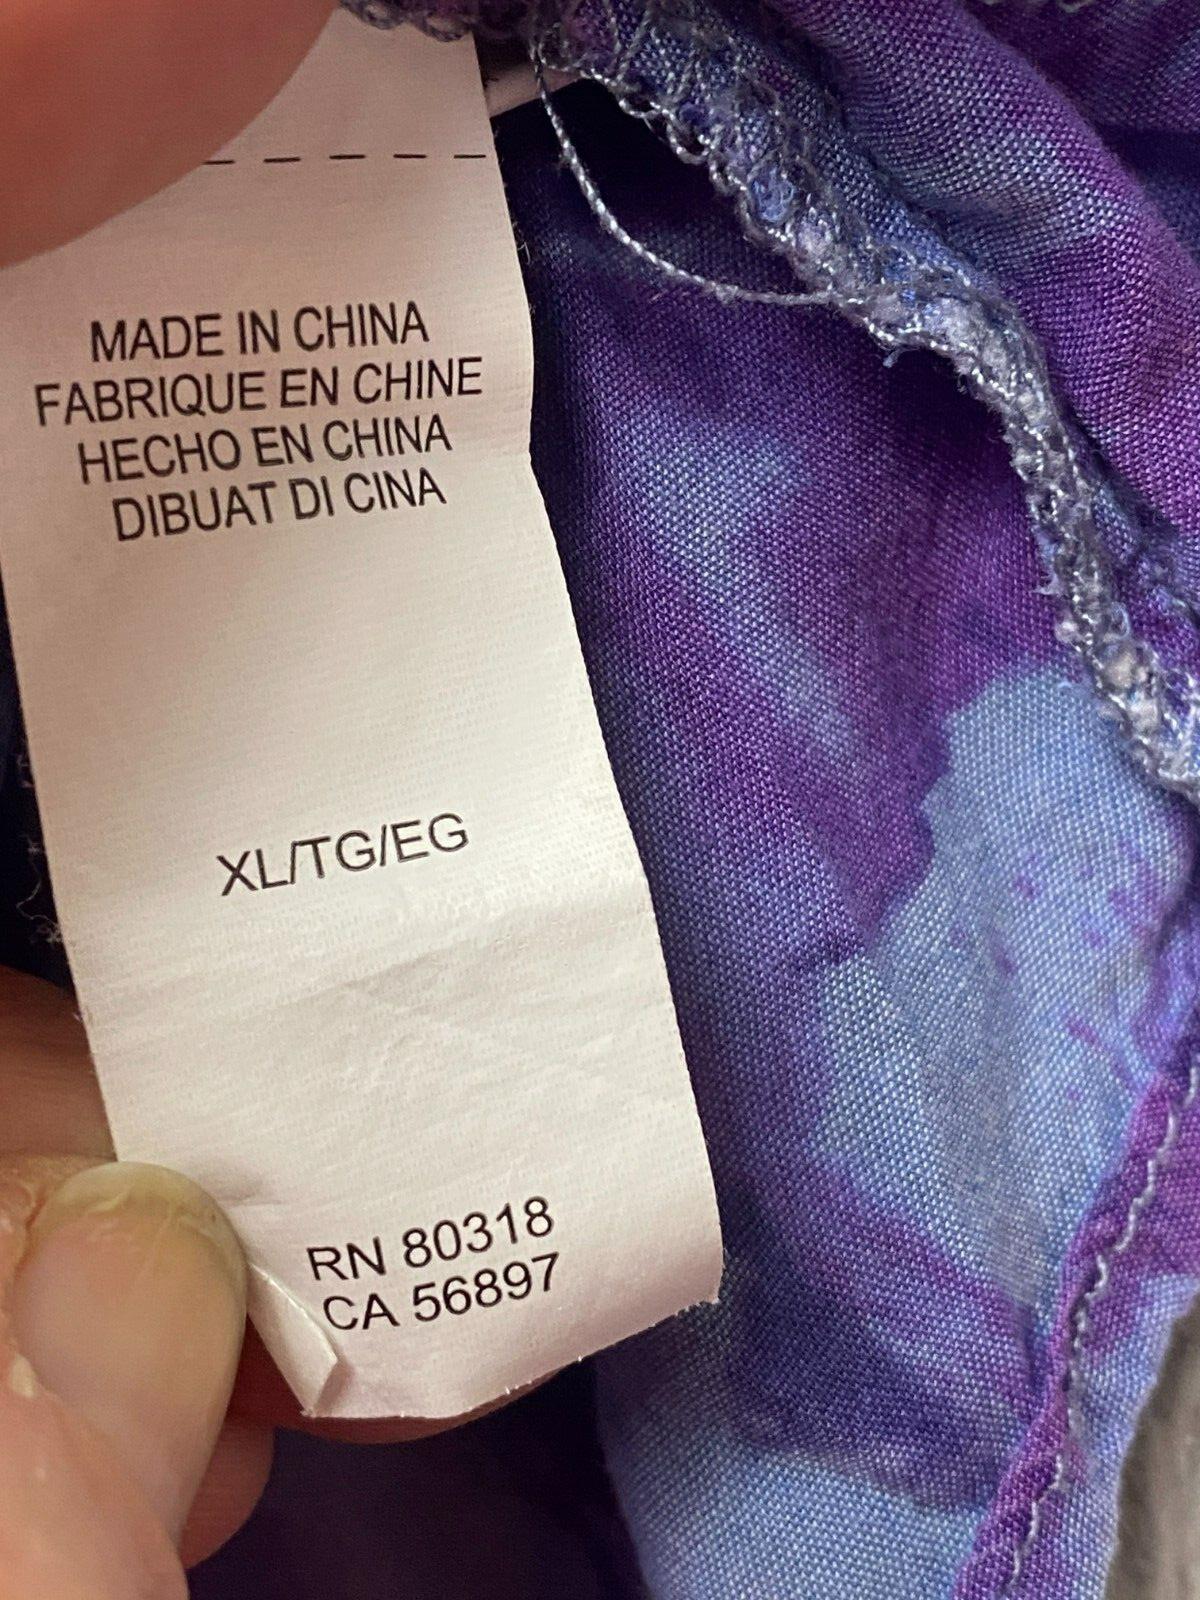 MADE IN CHINA
FABRIQUE EN CHINE
HECHO EN CHINA
DIBUAT DI CINA
XL/TG/EG
RN 80318
CA 56897